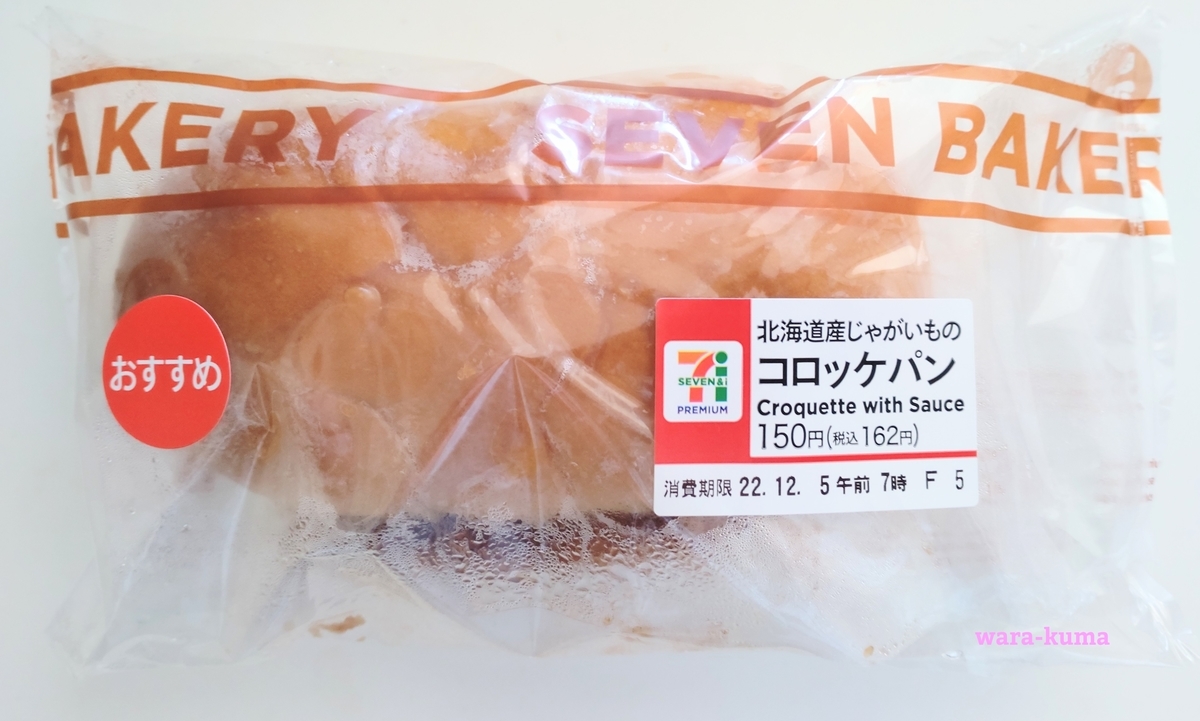 AKERY SEVEN BAKER
おすすめ
北海道産じゃがいもの
コロッケパン
Croquette with Sauce
150円(税込162円)
SEVEN&i
PREMIUM
消費期限 22.12. 5午前 7時 F 5
wara-kuma